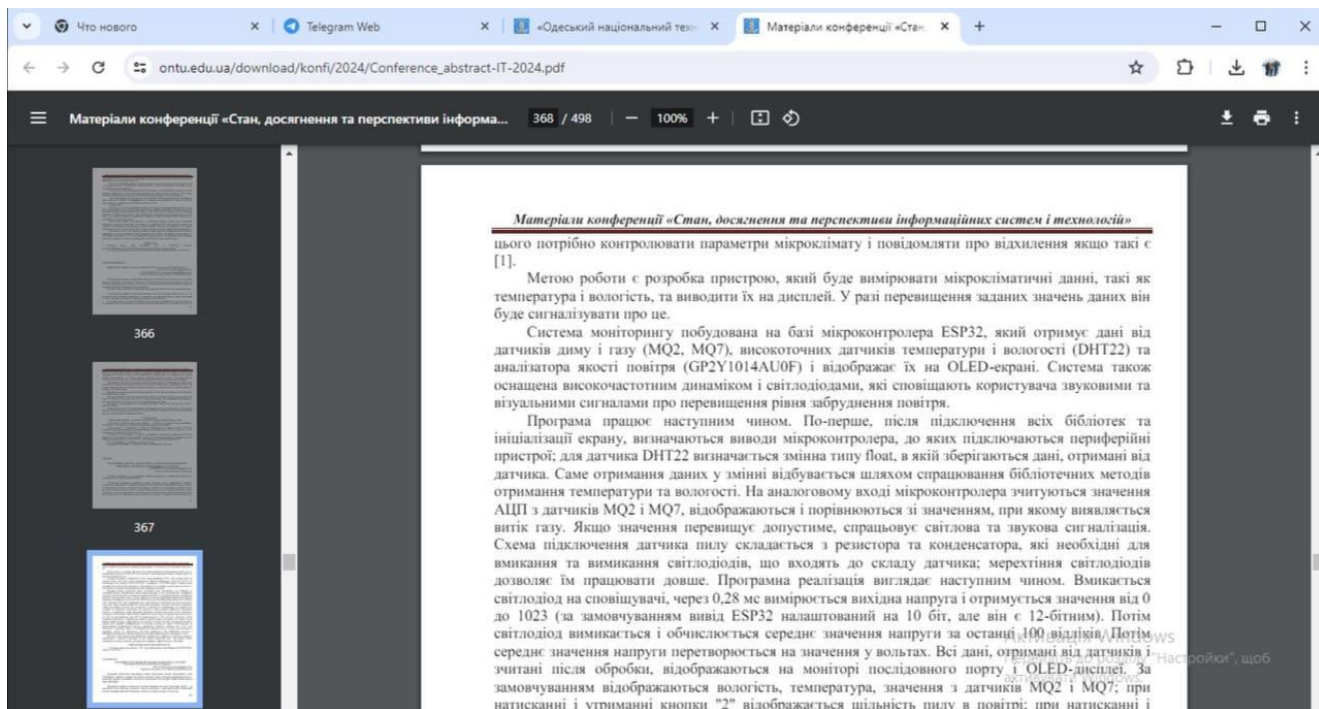 Что нового
Telegram Web
«Одеський національний техн
Матеріали конференції «Стан,
ontu.edu.ua/download/konfi/2024/Conference_abstract-IT-2024.pdf
Матеріали конференції «Стан, досягнення та перспективи інформа... 368 / 498 100%
366
367
Матеріали конференції «Стан, досягнення та перспективи інформаційних систем і технологій»
цього потрібно контролювати параметри мікроклімату і повідомляти про відхилення якщо такі є
[1].
Метою роботи є розробка пристрою, який буде вимірювати мікрокліматичні данні, такі як
температура і вологість, та виводити їх на дисплей. У разі перевищення заданих значень даних він
буде сигналізувати про це.
Система моніторингу побудована на базі мікроконтролера ESP32, який отримує дані від
датчиків диму і газу (MQ2, MQ7), високоточних датчиків температури і вологості (DHT22) та
аналізатора якості повітря (GP2Y1014AU0F) і відображає їх на OLED-екрані. Система також
оснащена високочастотним динаміком і світлодіодами, які сповіщають користувача звуковими та
візуальними сигналами про перевищення рівня забруднення повітря.
Програма працює наступним чином. По-перше, після підключення всіх бібліотек та
ініціалізації екрану, визначаються виводи мікроконтролера, до яких підключаються периферійні
пристрої; для датчика DHT22 визначається змінна типу float, в якій зберігаються дані, отримані від
датчика. Саме отримання даних у змінні відбувається шляхом спрацювання бібліотечних методів
отримання температури та вологості. На аналоговому вході мікроконтролера зчитуються значення
АЦП з датчиків MQ2 і MQ7, відображаються і порівнюються зі значенням, при якому виявляється
витік газу. Якщо значення перевищує допустиме, спрацьовує світлова та звукова сигналізація.
Схема підключення датчика пилу складається з резистора та конденсатора, які необхідні для
вмикання та вимикання світлодіодів, що входять до складу датчика; мерехтіння світлодіодів
дозволяє їм працювати довше. Програмна реалізація виглядає наступним чином. Вмикається
світлодіод на сповіщувачі, через 0,28 мс вимірюється вихідна напруга і отримується значення від 0
до 1023 (за замовчуванням вивід ESP32 налаштований на 10 біт, але він є 12-бітним). Потім
світлодіод вимикається і обчислюється середнє значення напруги за останні 100 відліків. Потім
середнє значення напруги перетворюється на значення у вольтах. Всі дані, отримані від датчиків і
зчитані після обробки, відображаються на моніторі послідовного порту і OLED-дисплеї. За
замовчуванням відображаються вологість, температура, значення з датчиків MQ2 і MQ7; при
натисканні і утриманні кнопки "2" відображається щільність пилу в повітрі; при натисканні і